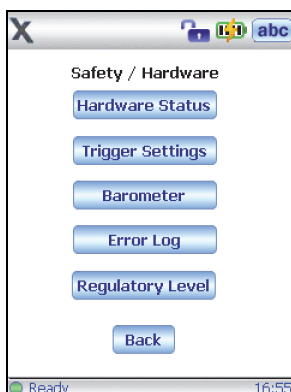 X
abc
Safety / Hardware
Hardware Status
Trigger Settings
Barometer
Error Log
Regulatory Level
Back
Ready 16:55